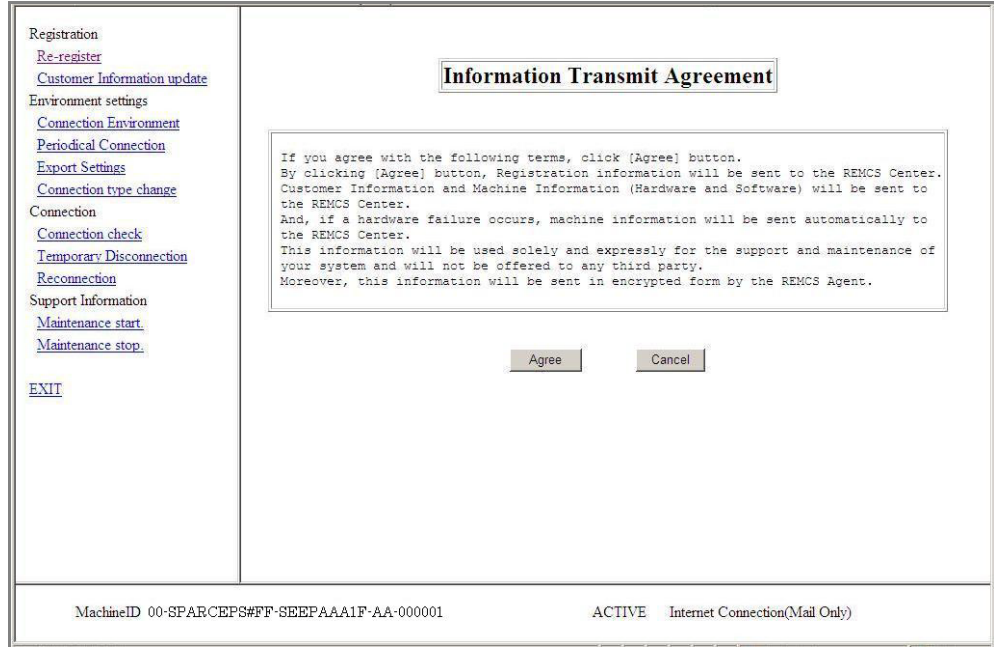 Registration
Re-register
Customer Information update
Environment settings
Connection Environment
Periodical Connection
Export Settings
Connection type change
Connection
Connection check
Temporary Disconnection
Reconnection
Support Information
Maintenance start.
Maintenance stop.
EXIT
Information Transmit Agreement
If you agree with the following terms, click [Agree] button.
By clicking [Agree] button, Registration information will be sent to the REMCS Center.
Customer Information and Machine Information (Hardware and Software) will be sent to
the REMCS Center.
And, if a hardware failure occurs, machine information will be sent automatically to
the REMCS Center.
This information will be used solely and expressly for the support and maintenance of
your system and will not be offered to any third party.
Moreover, this information will be sent in encrypted form by the REMCS Agent.
Agree Cancel
MachineID 00-SPARCEPS#FF-SEEPAAA1F-AA-000001 ACTIVE Internet Connection(Mail Only)